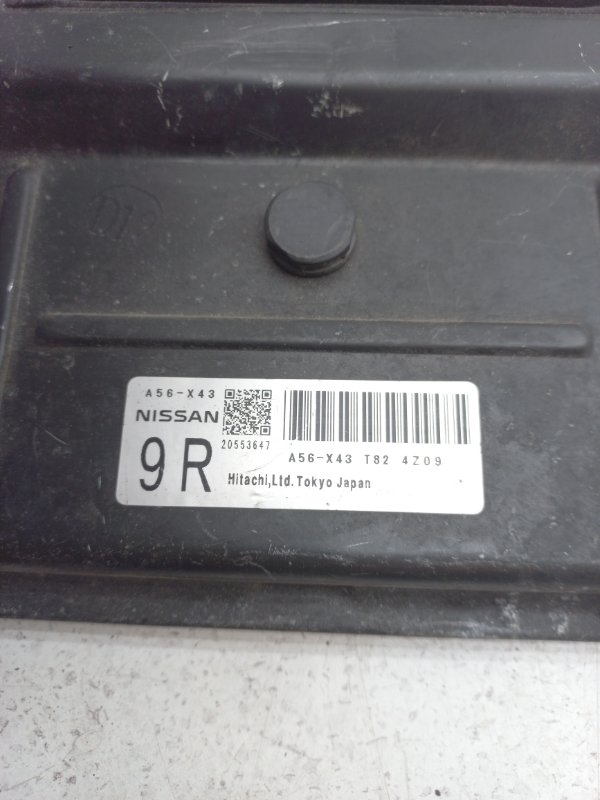 A56-X43
NISSAN
20553647
9R
A56-X43 T82 4Z09
Hitachi,Ltd.Tokyo Japan